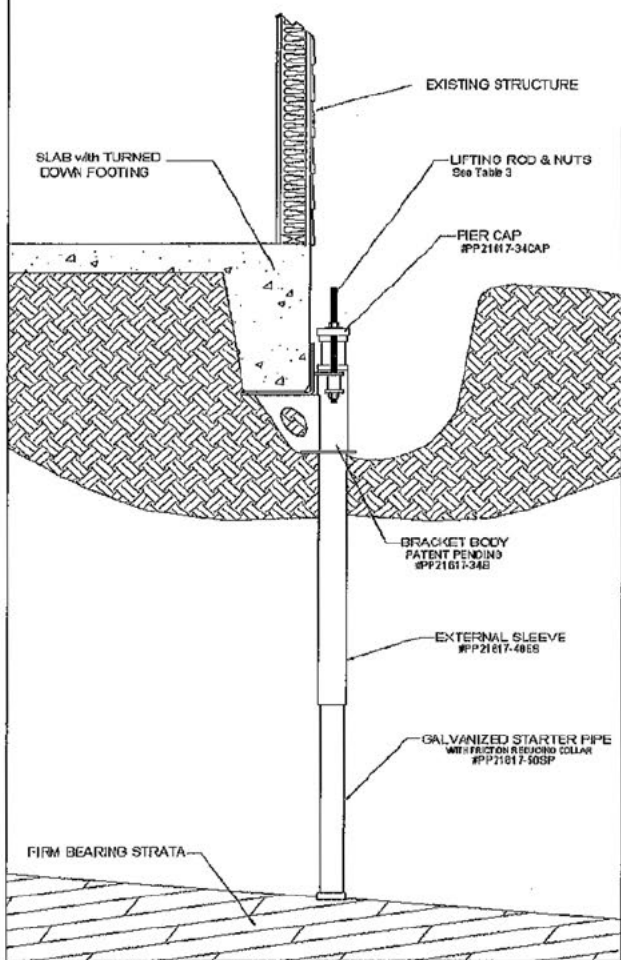 EXISTING STRUCTURE
SLAB with TURNED
DOWN FOOTING
LIFTING ROD & NUTS
See Table 3
PIER CAP
#PP21617-34CAP
BRACKET BODY
PATENT PENDING
#PP21617-34B
EXTERNAL SLEEVE
#PP21617-48ES
GALVANIZED STARTER PIPE
WITH FRICTION REDUCING COLLAR
#PP21617-50SP
FIRM BEARING STRATA